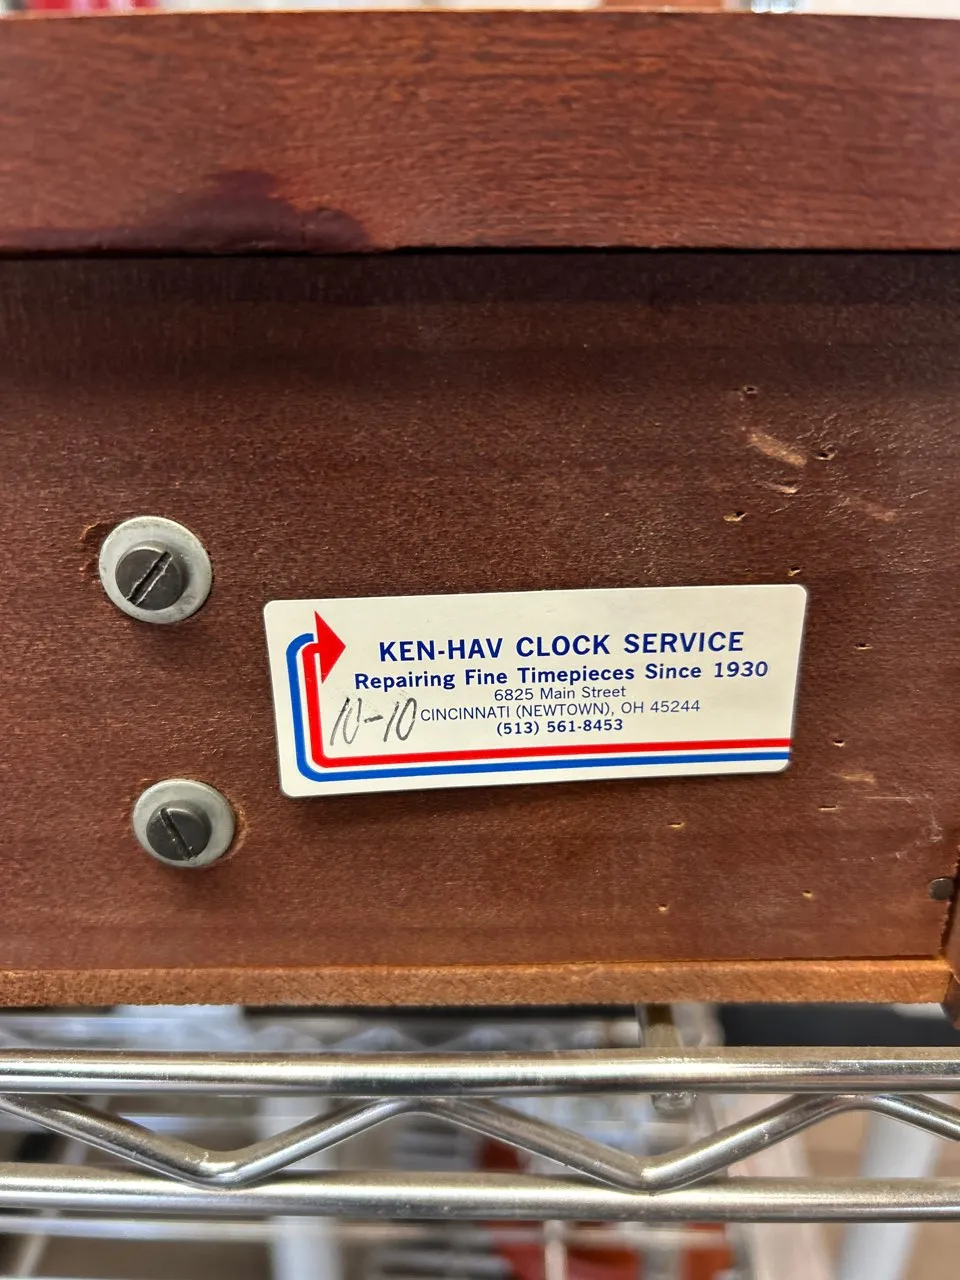 KEN-HAV CLOCK SERVICE
Repairing Fine Timepieces Since 1930
6825 Main Street
10-10 CINCINNATI (NEWTOWN), OH 45244
(513) 561-8453